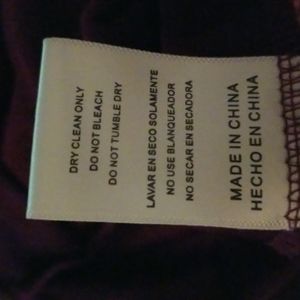 DRY CLEAN ONLY
DO NOT BLEACH
DO NOT TUMBLE DRY
LAVAR EN SECO SOLAMENTE
NO USE BLANQUEADOR
NO SECAR EN SECADORA
MADE IN CHINA
HECHO EN CHINA